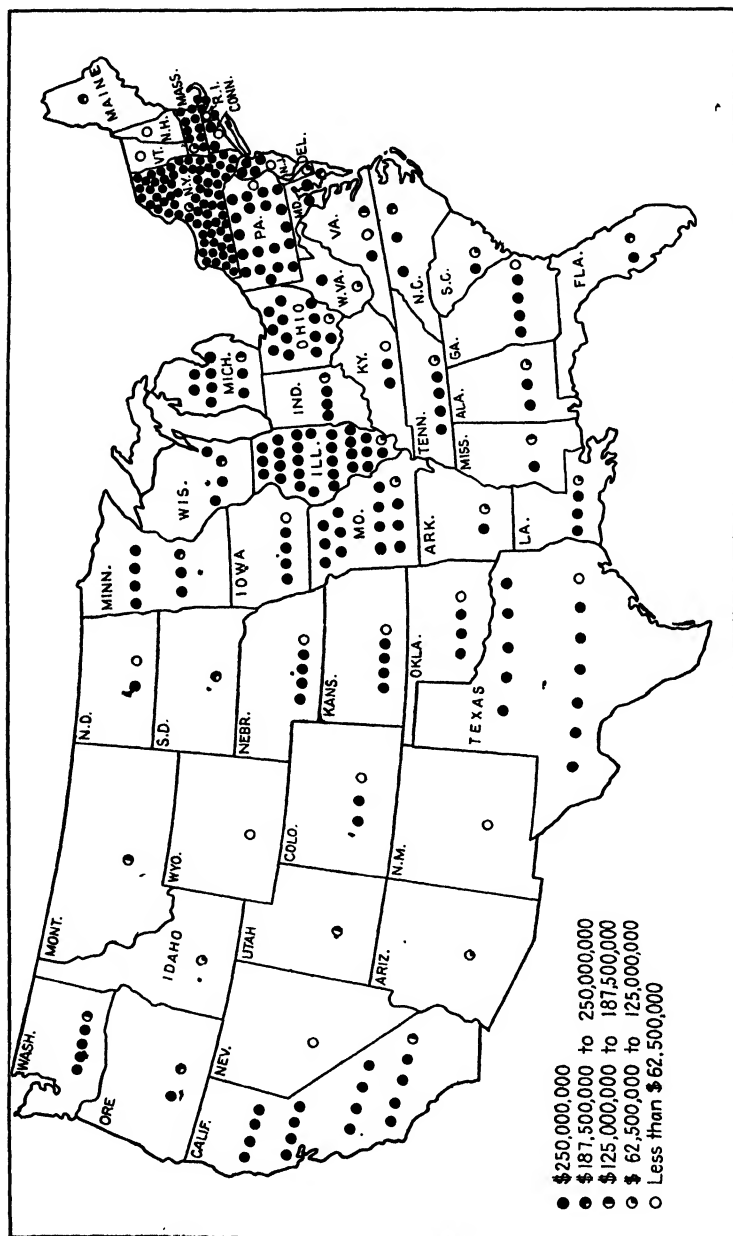 WASH.
ORE
CALIF.
NEV.
IDAHO
MONT.
WYO.
UTAH
ARIZ.
COLO.
N.M.
N.D.
S.D.
NEBR.
KANS.
OKLA.
TEXAS
MINN.
IOWA
MO.
ARK.
LA.
WIS.
ILL.
MICH.
IND.
OHIO
KY.
TENN.
MISS.
ALA.
GA.
FLA.
S.C.
N.C.
VA.
W.VA.
PA.
N.Y.
VT.
N.H.
MAINE
MASS.
R.I.
CONN.
N.J.
DEL.
MD.
$250,000,000
$187,500,000 to 250,000,000
$125,000,000 to 187,500,000
$ 62,500,000 to 125,000,000
Less than $62,500,000